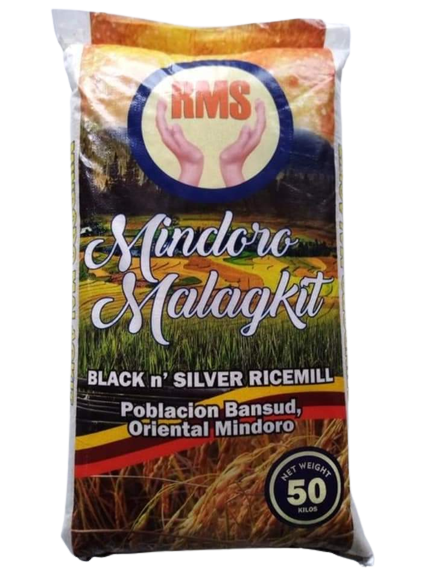 RMS
Mindoro
Malagkit
BLACK n' SILVER RICEMILL
Poblacion Bansud,
Oriental Mindoro
NET WEIGHT
50
KILOS